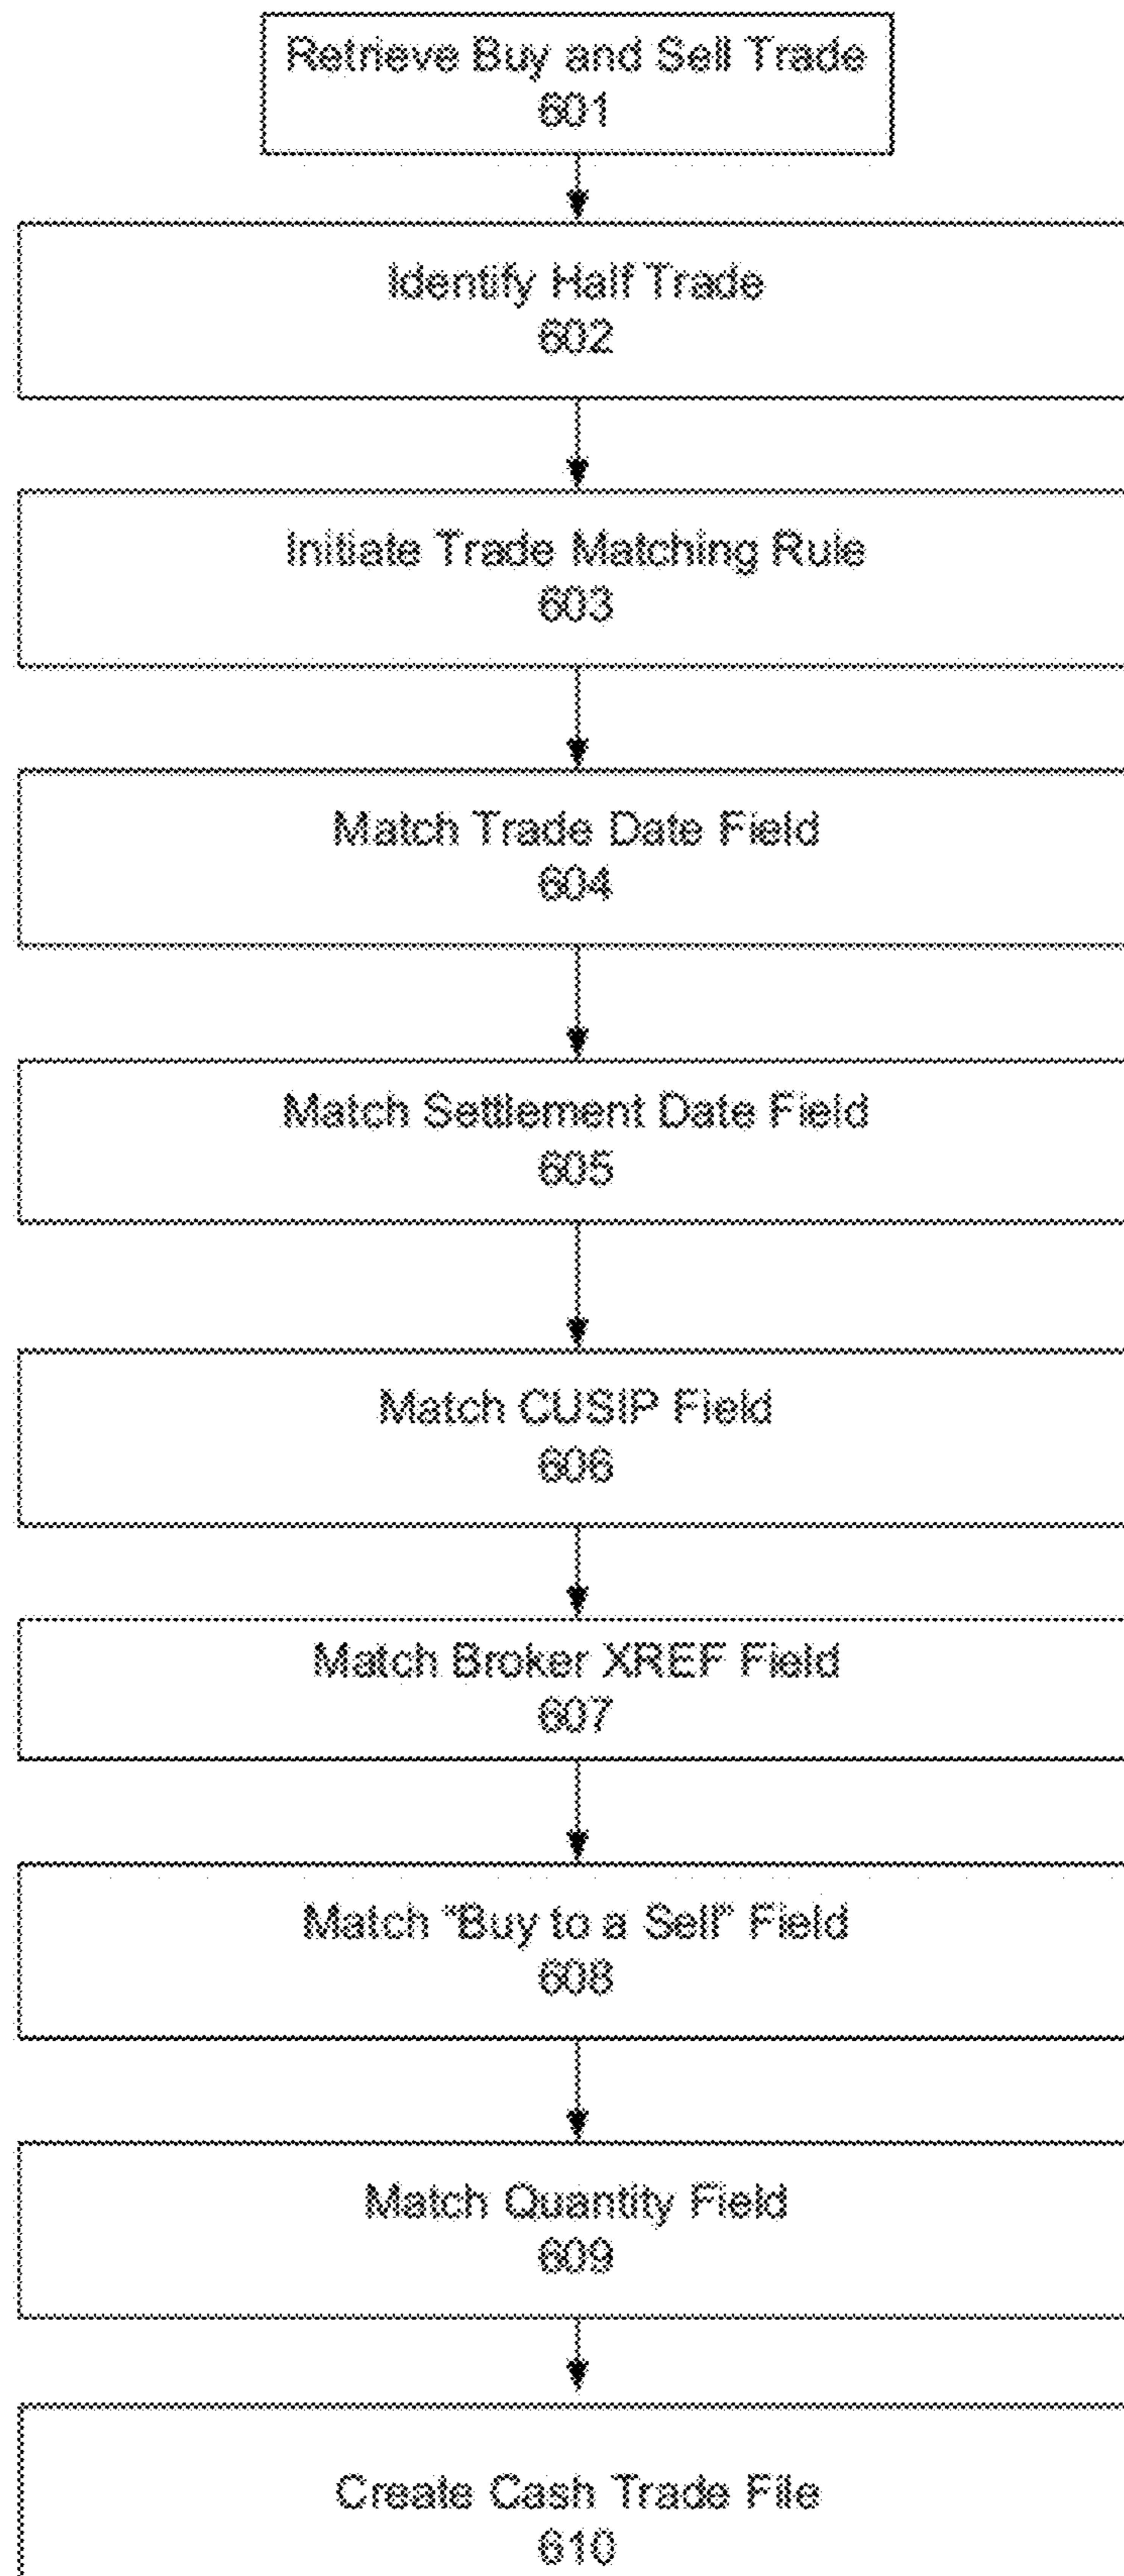 Retrieve Buy and Sell Trade
601
Identify Half Trade
602
Initiate Trade Matching Rule
603
Match Trade Date Field
604
Match Settlement Date Field
605
Match CUSIP Field
606
Match Broker XREF Field
607
Match "Buy to a Sell" Field
608
Match Quantity Field
609
Create Cash Trade File
610